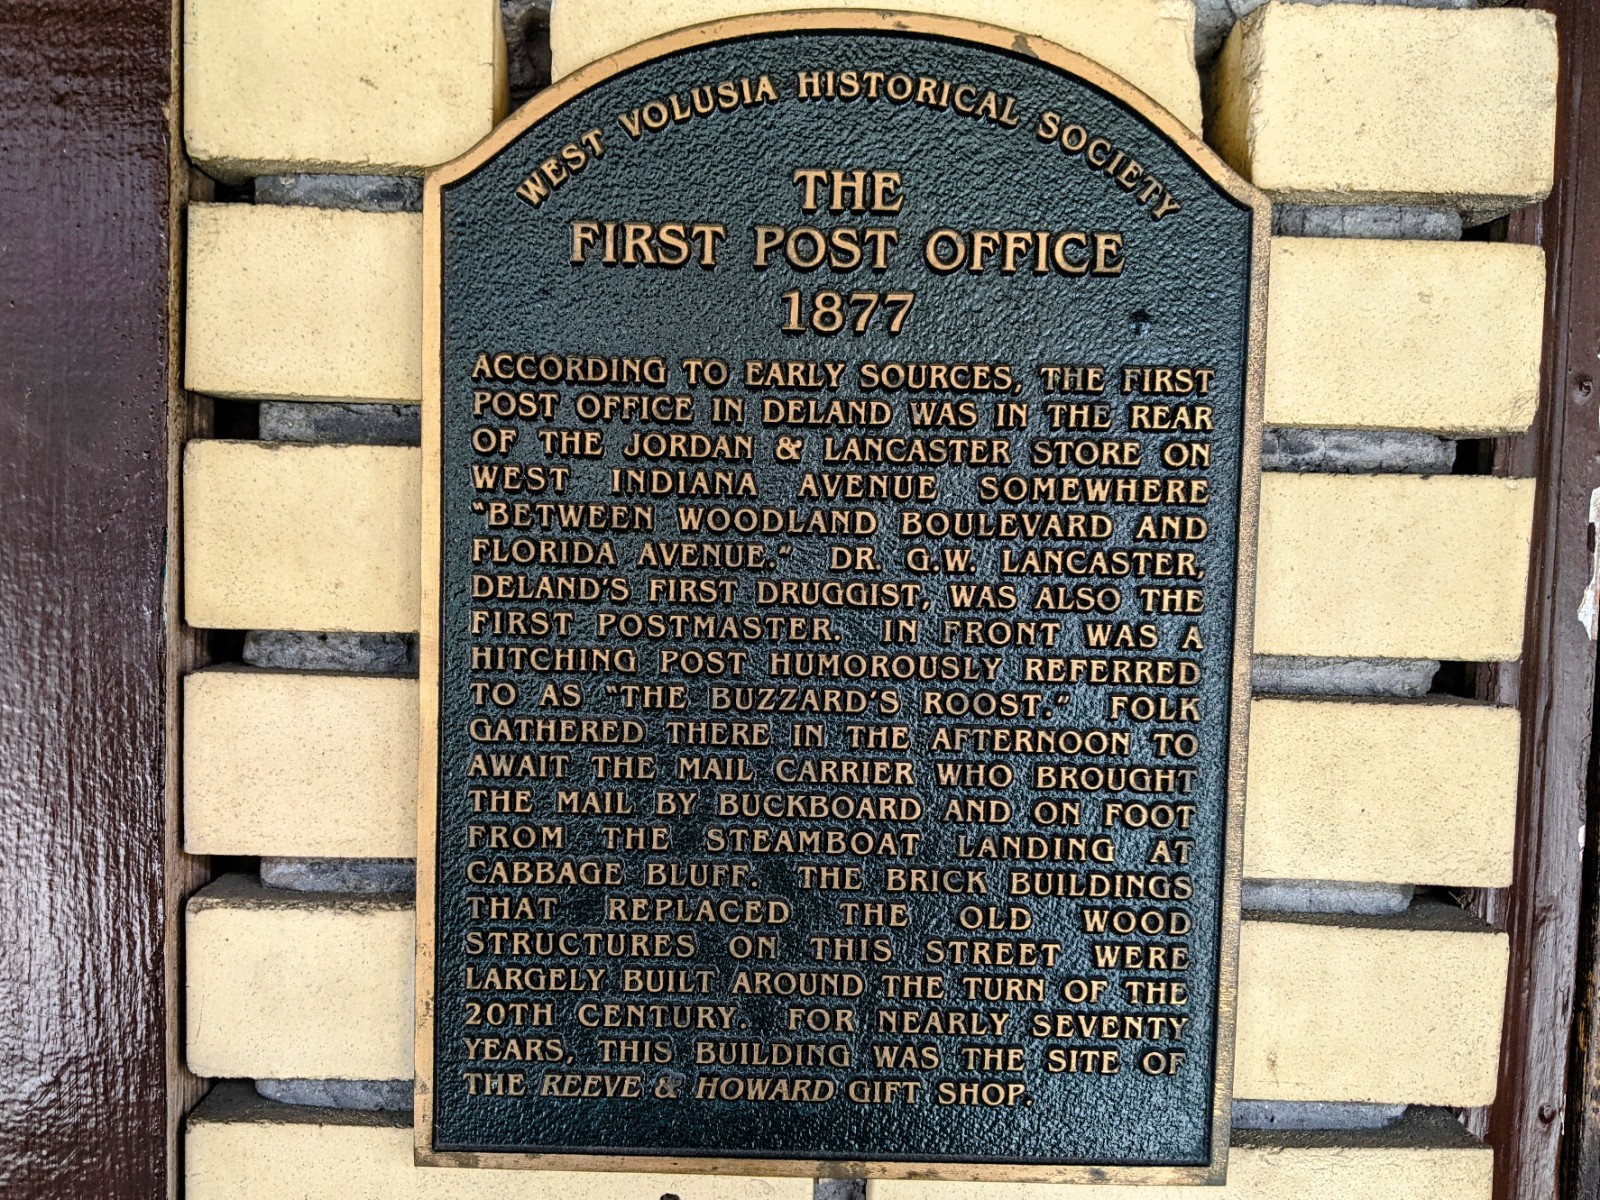 WEST VOLUSIA HISTORICAL SOCIETY
THE
FIRST POST OFFICE
1877
ACCORDING TO EARLY SOURCES, THE FIRST
POST OFFICE IN DELAND WAS IN THE REAR
OF THE JORDAN & LANCASTER STORE ON
WEST INDIANA AVENUE SOMEWHERE
"BETWEEN WOODLAND BOULEVARD AND
FLORIDA AVENUE." DR. G.W. LANCASTER,
DELAND'S FIRST DRUGGIST, WAS ALSO THE
FIRST POSTMASTER. IN FRONT WAS A
HITCHING POST HUMOROUSLY REFERRED
TO AS "THE BUZZARD'S ROOST." FOLK
GATHERED THERE IN THE AFTERNOON TO
AWAIT THE MAIL CARRIER WHO BROUGHT
THE MAIL BY BUCKBOARD AND ON FOOT
FROM THE STEAMBOAT LANDING AT
CABBAGE BLUFF. THE BRICK BUILDINGS
THAT REPLACED THE OLD WOOD
STRUCTURES ON THIS STREET WERE
LARGELY BUILT AROUND THE TURN OF THE
20TH CENTURY. FOR NEARLY SEVENTY
YEARS, THIS BUILDING WAS THE SITE OF
THE REEVE & HOWARD GIFT SHOP.